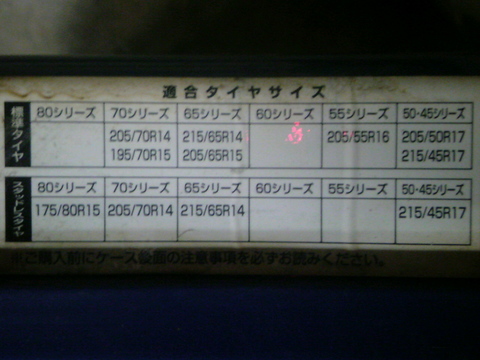 適合タイヤサイズ
標準タイヤ
80シリーズ 70シリーズ 65シリーズ 60シリーズ 55シリーズ 50・45シリーズ
205/70R14 215/65R14 205/55R16 205/50R17
195/70R15 205/65R15 215/45R17
スタッドレスタイヤ
80シリーズ 70シリーズ 65シリーズ 60シリーズ 55シリーズ 50・45シリーズ
175/80R15 205/70R14 215/65R14 215/45R17
※ご購入前にケース後面の注意事項を必ずお読みください。